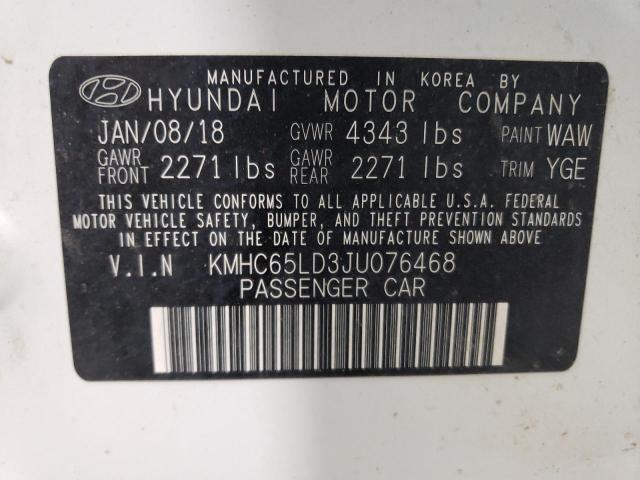 MANUFACTURED IN KOREA BY
HYUNDAI MOTOR COMPANY
JAN/08/18 GVWR 4343 lbs PAINT WAW
GAWR FRONT 2271 lbs GAWR REAR 2271 lbs TRIM YGE
THIS VEHICLE CONFORMS TO ALL APPLICABLE U.S.A. FEDERAL
MOTOR VEHICLE SAFETY, BUMPER, AND THEFT PREVENTION STANDARDS
IN EFFECT ON THE DATE OF MANUFACTURE SHOWN ABOVE
V.I.N KMHC65LD3JU076468
PASSENGER CAR